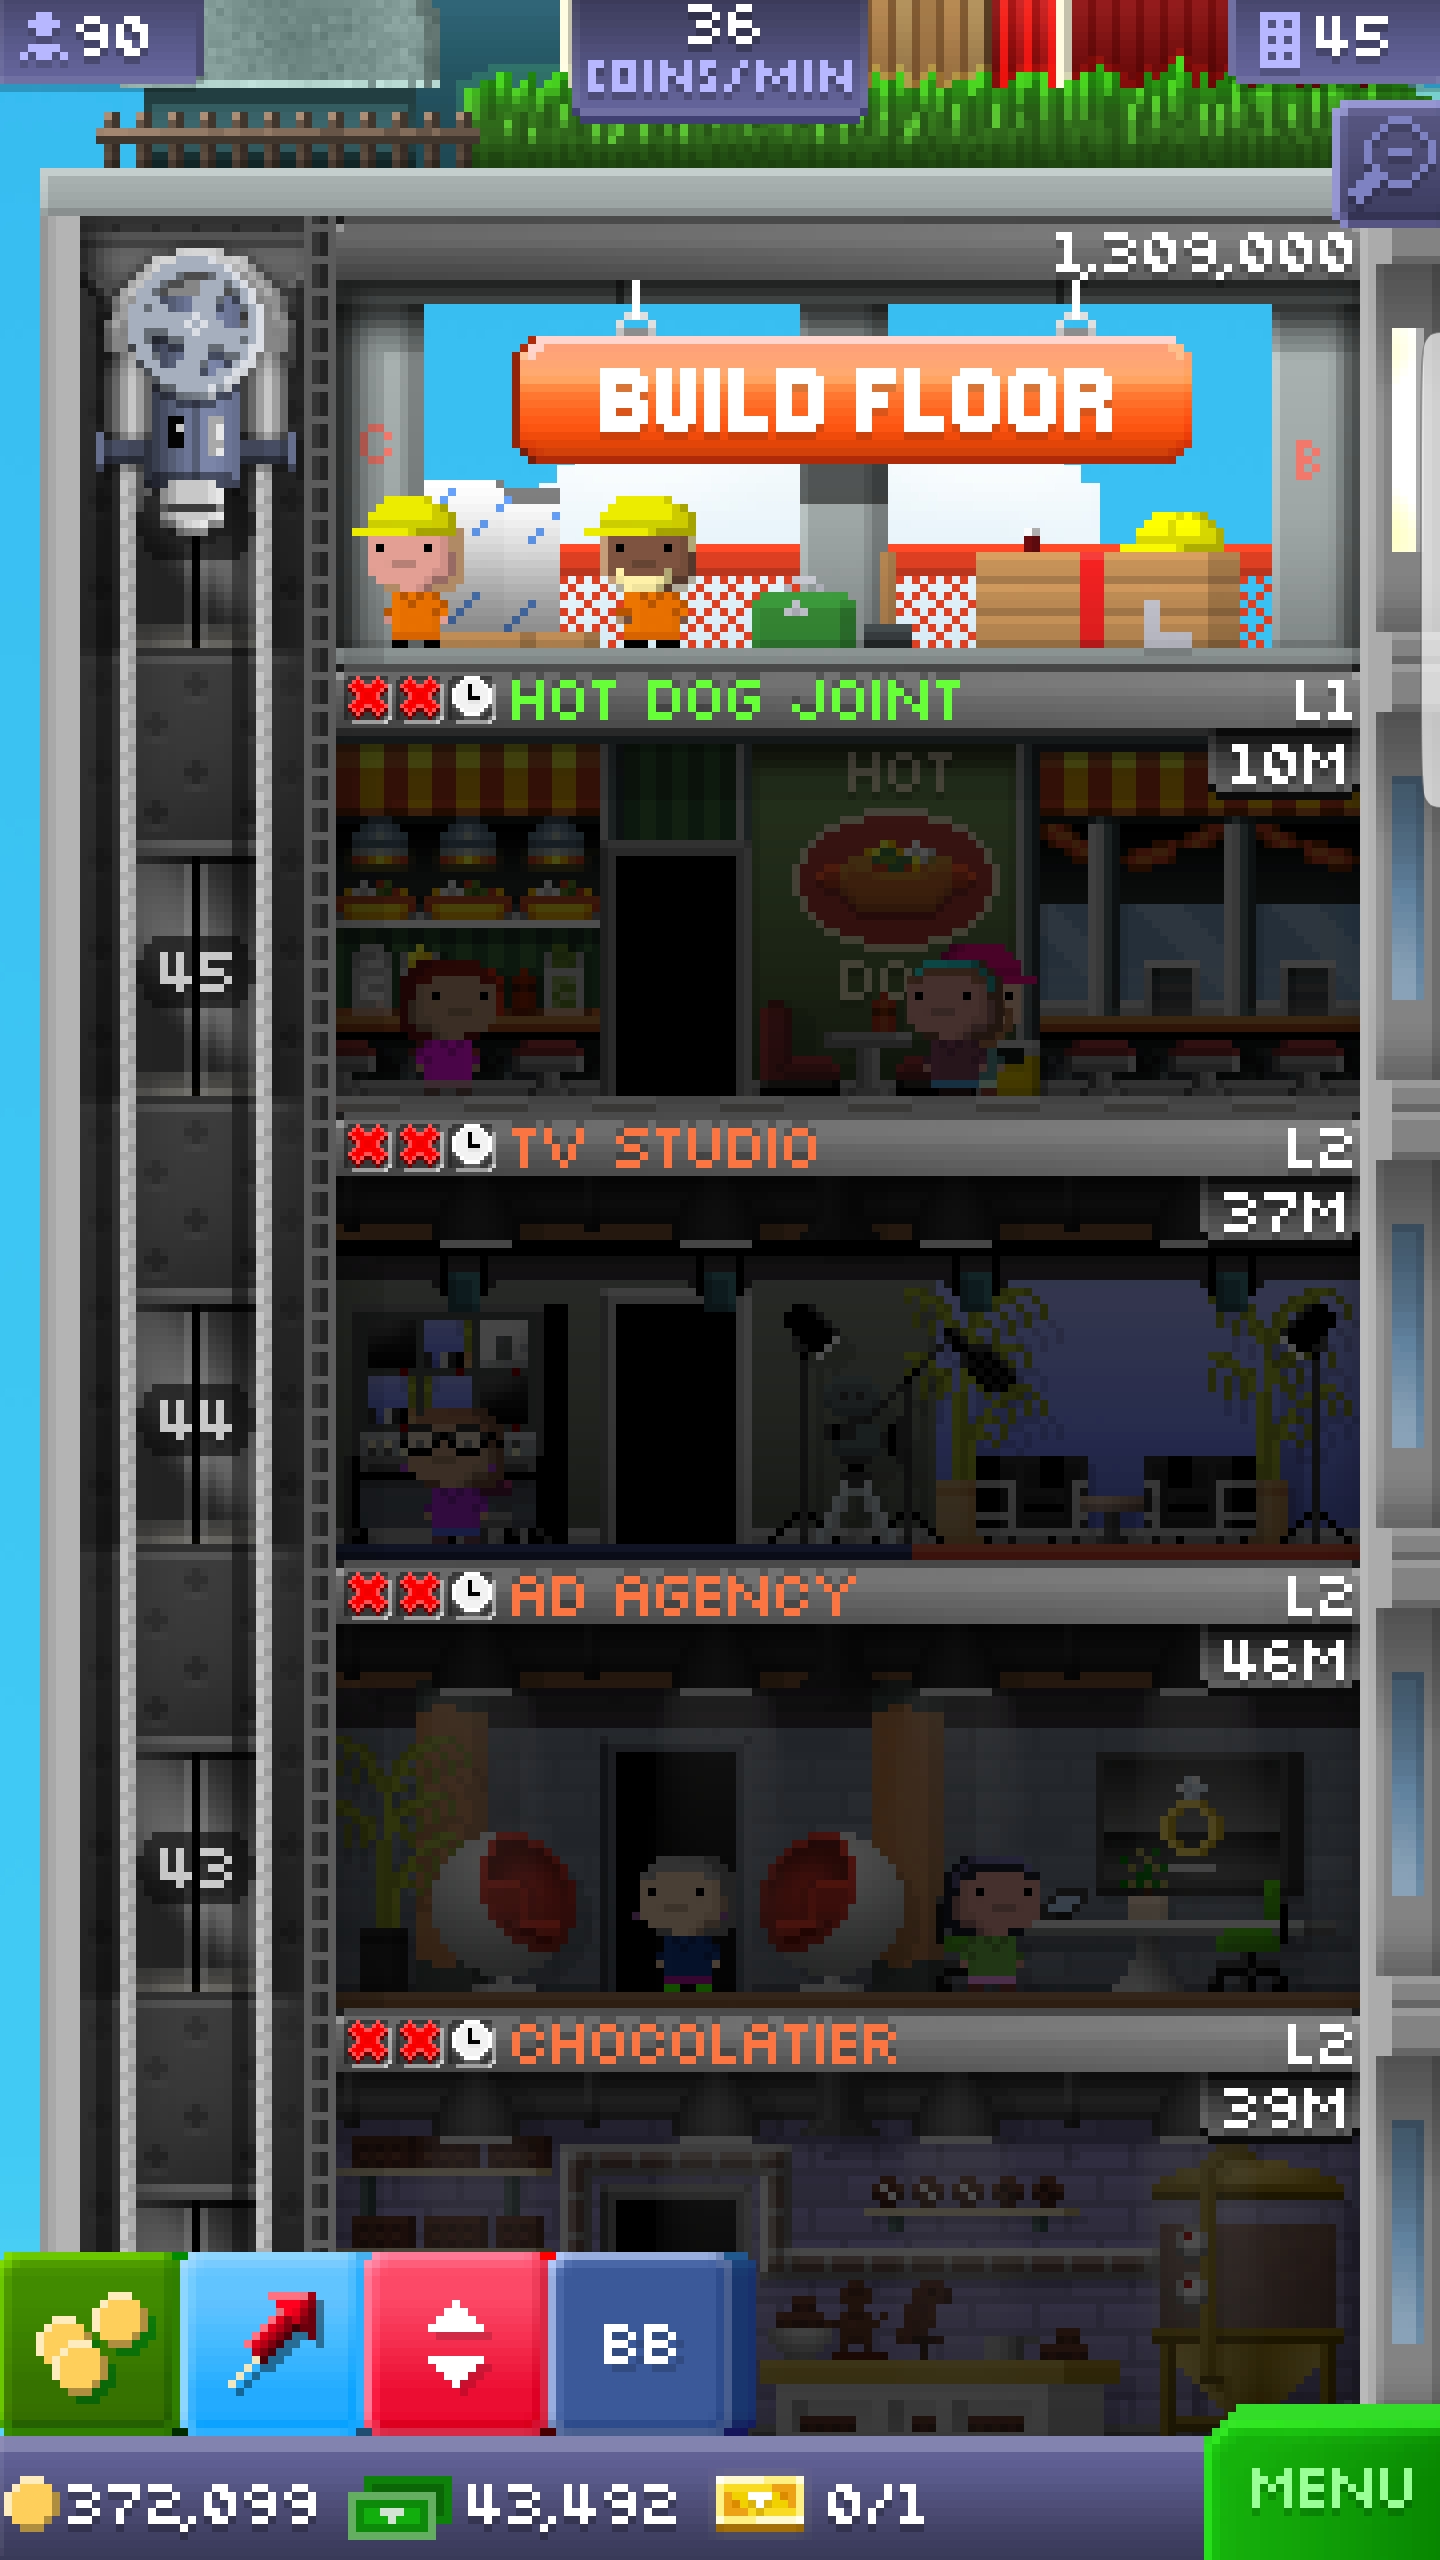 90
36
COINS/MIN
45
1,309,000
BUILD FLOOR
C
B
HOT DOG JOINT
L1
10M
HOT
45
TV STUDIO
L2
37M
44
AD AGENCY
L2
46M
43
CHOCOLATIER
L2
39M
BB
372,099
43,492
0/1
MENU